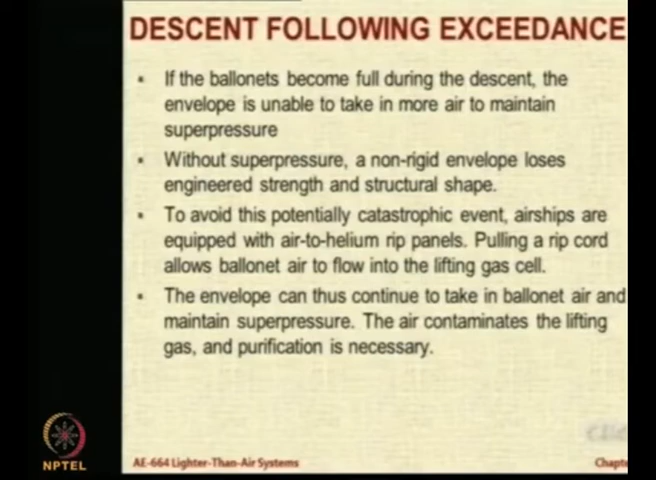 DESCENT FOLLOWING EXCEEDANCE
▪ If the ballonets become full during the descent, the
envelope is unable to take in more air to maintain
superpressure
▪ Without superpressure, a non-rigid envelope loses
engineered strength and structural shape.
▪ To avoid this potentially catastrophic event, airships are
equipped with air-to-helium rip panels. Pulling a rip cord
allows ballonet air to flow into the lifting gas cell.
▪ The envelope can thus continue to take in ballonet air and
maintain superpressure. The air contaminates the lifting
gas, and purification is necessary.
NPTEL
AE-664 Lighter-Than-Air Systems
Chapte